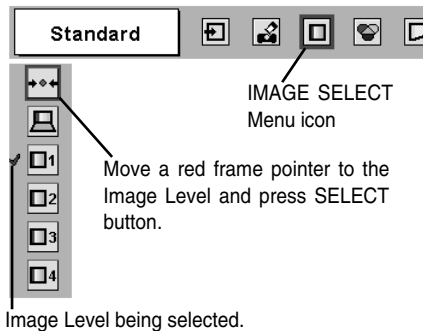 Standard
IMAGE SELECT
Menu icon
Move a red frame pointer to the
Image Level and press SELECT
button.
1
2
3
4
Image Level being selected.